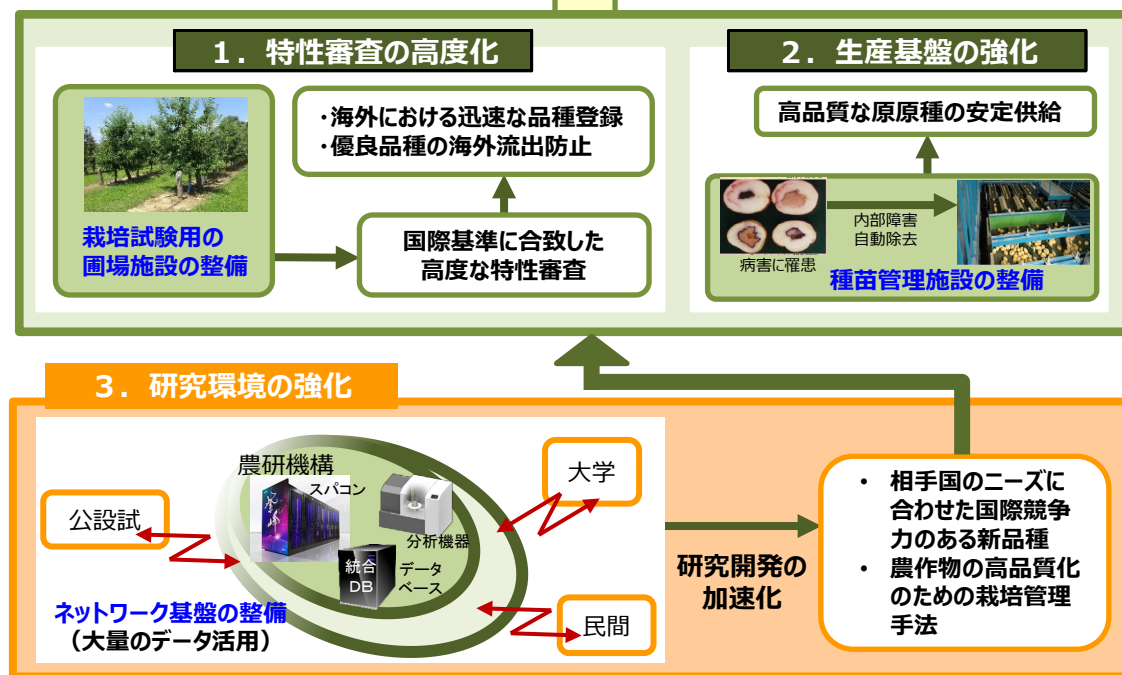 １．特性審査の高度化
栽培試験用の
圃場施設の整備
・海外における迅速な品種登録
・優良品種の海外流出防止
国際基準に合致した
高度な特性審査
２．生産基盤の強化
高品質な原原種の安定供給
内部障害
自動除去
病害に罹患
種苗管理施設の整備
３．研究環境の強化
農研機構
スパコン
分析機器
統合
DB
データ
ベース
公設試
大学
民間
ネットワーク基盤の整備
（大量のデータ活用）
研究開発の
加速化
・ 相手国のニーズに
合わせた国際競争
力のある新品種
・ 農作物の高品質化
のための栽培管理
手法